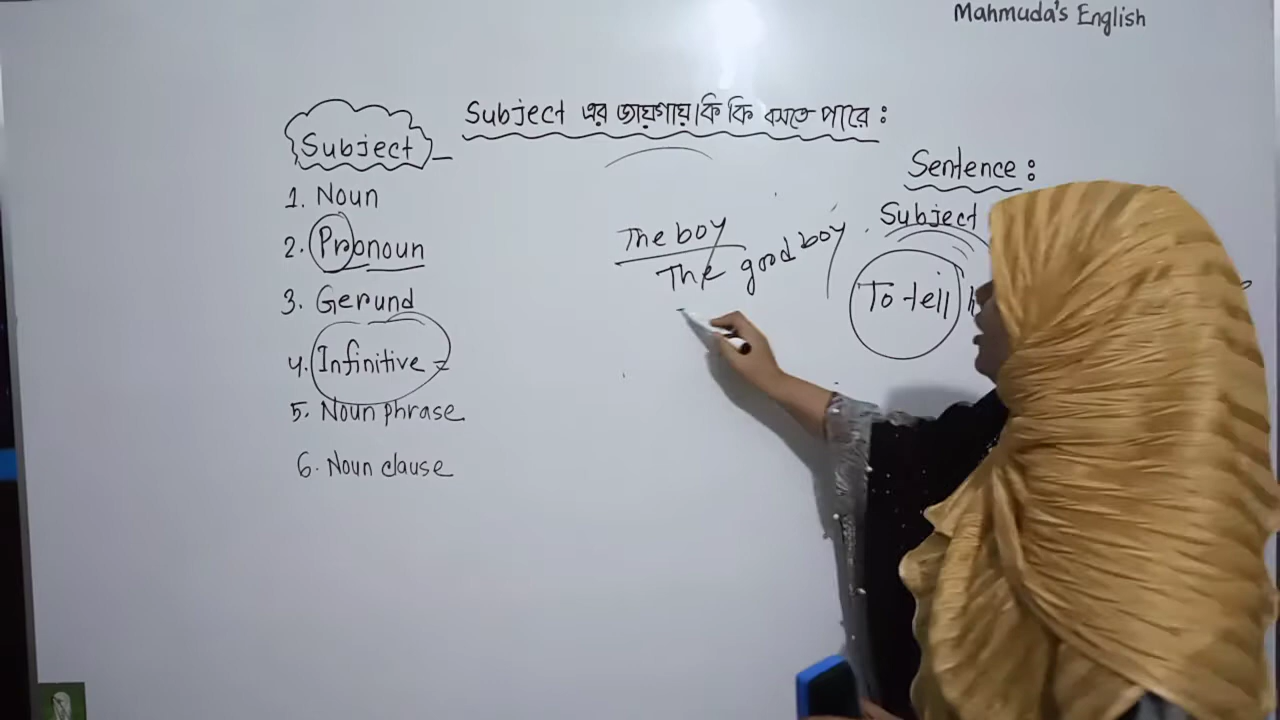 Mahmuda's English
Subject এর জায়গায় কি কি বসতে পারে :
Subject
1. Noun
2. Pronoun
3. Gerund
4. Infinitive
5. Noun phrase
6. Noun clause
The boy
The good boy
Sentence :
Subject
To tell